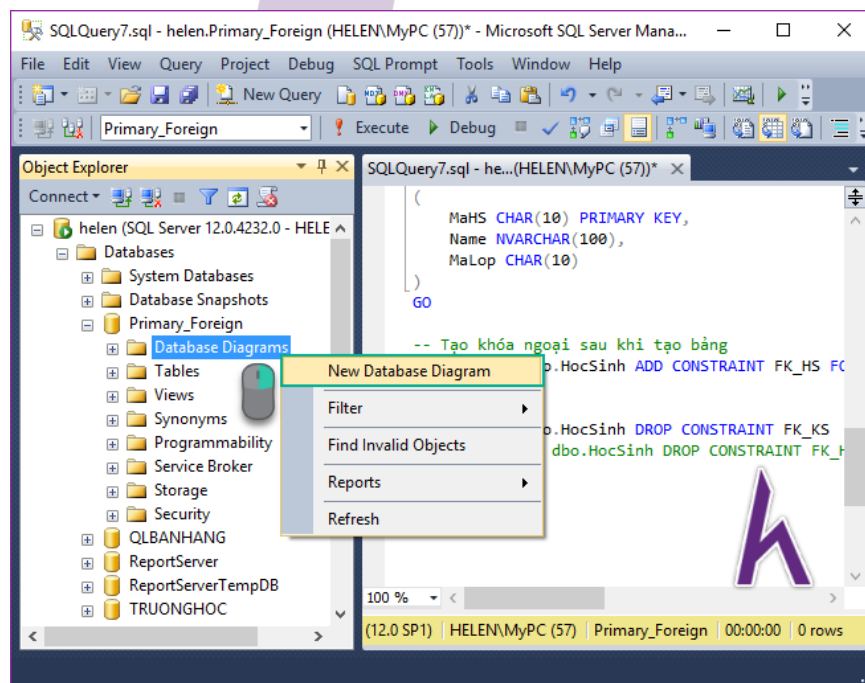 SQLQuery7.sql - helen.Primary_Foreign (HELEN\MyPC (57))* - Microsoft SQL Server Mana...
File Edit View Query Project Debug SQL Prompt Tools Window Help
New Query
Primary_Foreign Execute Debug
Object Explorer
Connect
helen (SQL Server 12.0.4232.0 - HELE
Databases
System Databases
Database Snapshots
Primary_Foreign
Database Diagrams
Tables
Views
Synonyms
Programmability
Service Broker
Storage
Security
QLBANHANG
ReportServer
ReportServerTempDB
TRUONGHOC
New Database Diagram
Filter
Find Invalid Objects
Reports
Refresh
SQLQuery7.sql - he...(HELEN\MyPC (57))*
(
MaHS CHAR(10) PRIMARY KEY,
Name NVARCHAR(100),
MaLop CHAR(10)
)
GO
-- Tạo khóa ngoại sau khi tạo bảng
.HocSinh ADD CONSTRAINT FK_HS
.HocSinh DROP CONSTRAINT FK_KS
dbo.HocSinh DROP CONSTRAINT
h
100 %
(12.0 SP1) HELEN\MyPC (57) Primary_Foreign 00:00:00 0 rows